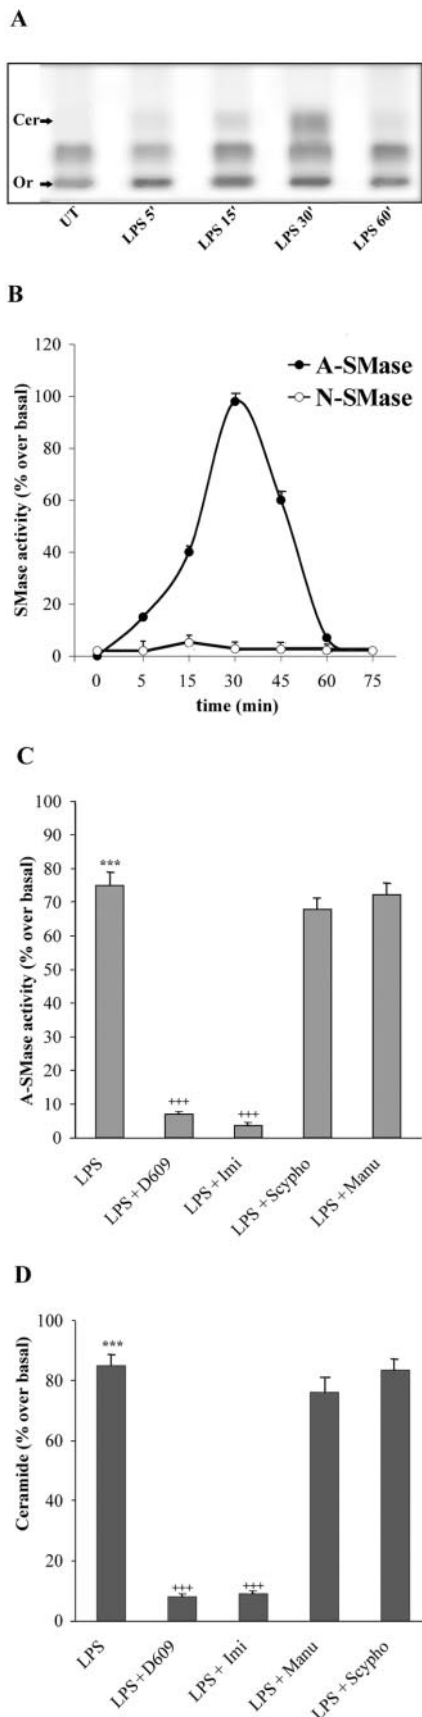 A
Cer
Or
UT
LPS 5'
LPS 15'
LPS 30'
LPS 60'
B
120
100
80
60
40
20
0
SMase activity (% over basal)
A-SMase
N-SMase
0 5 15 30 45 60 75
time (min)
C
100
90
80
70
60
50
40
30
20
10
0
A-SMase activity (% over basal)
***
+++
+++
LPS
LPS + D609
LPS + Imi
LPS + Scypho
LPS + Manu
D
100
80
60
40
20
0
Ceramide (% over basal)
***
+++
+++
LPS
LPS + D609
LPS + Imi
LPS + Manu
LPS + Scypho